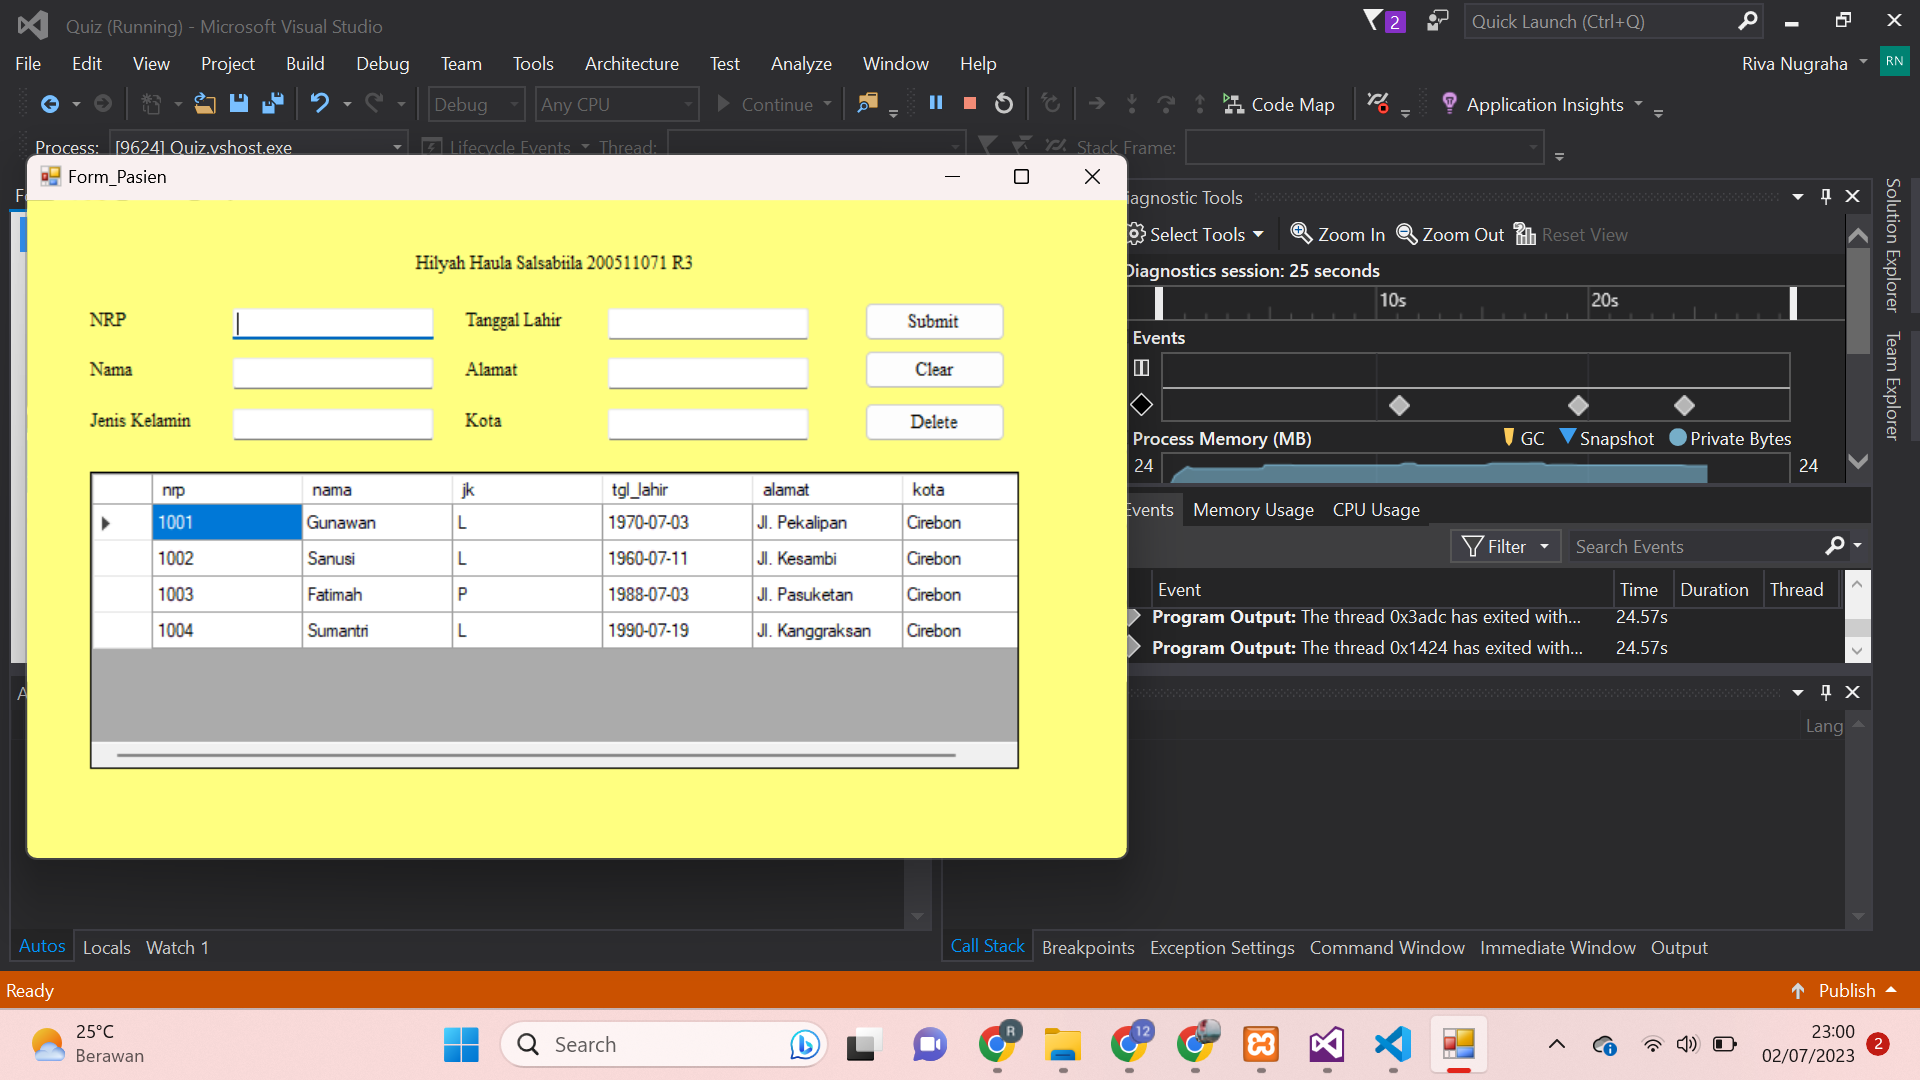 Quiz (Running) - Microsoft Visual Studio
2
Quick Launch (Ctrl+Q)
File Edit View Project Build Debug Team Tools Architecture Test Analyze Window Help
Riva Nugraha RN
Debug Any CPU Continue Code Map Application Insights
Process: [9624] Quiz.vshost.exe Lifecycle Events Thread: Stack Frame:
Form_Pasien
Hilyah Haula Salsabiila 200511071 R3
NRP Tanggal Lahir Submit
Nama Alamat Clear
Jenis Kelamin Kota Delete
nrp nama jk tgl_lahir alamat kota
1001 Gunawan L 1970-07-03 Jl. Pekalipan Cirebon
1002 Sanusi L 1960-07-11 Jl. Kesambi Cirebon
1003 Fatimah P 1988-07-03 Jl. Pasuketan Cirebon
1004 Sumantri L 1990-07-19 Jl. Kanggraksan Cirebon
iagnostic Tools
Select Tools Zoom In Zoom Out Reset View
Diagnostics session: 25 seconds
10s 20s
Events
Process Memory (MB) GC Snapshot Private Bytes
24 24
Events Memory Usage CPU Usage
Filter Search Events
Event Time Duration Thread
Program Output: The thread 0x3adc has exited with... 24.57s
Program Output: The thread 0x1424 has exited with... 24.57s
Lang
Solution Explorer
Team Explorer
Autos Locals Watch 1
Call Stack Breakpoints Exception Settings Command Window Immediate Window Output
Ready
Publish
25°C
Berawan
Search
R
12
23:00
02/07/2023
2